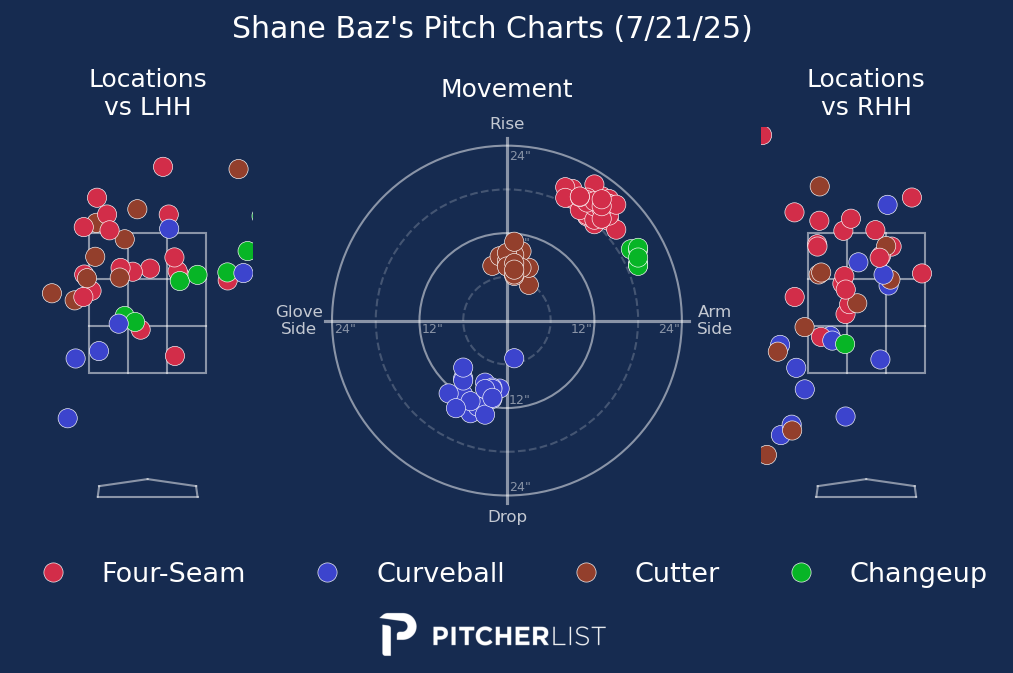 Shane Baz's Pitch Charts (7/21/25)
Locations
vs LHH
Movement
Locations
vs RHH
Rise
24"
Glove
Side
24"
12"
12"
24"
Arm
Side
12"
24"
Drop
Four-Seam
Curveball
Cutter
Changeup
PITCHERLIST